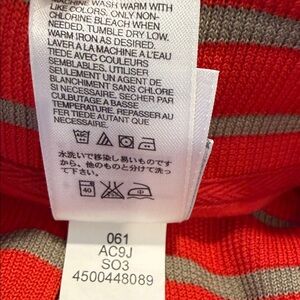 MACHINE WASH WARM WITH
LIKE COLORS. ONLY NON-
CHLORINE BLEACH WHEN
NEEDED. TUMBLE DRY LOW.
WARM IRON AS DESIRED.
LAVER A LA MACHINE A L'EAU
TIEDE AVEC COULEURS
SEMBLABLES. UTILISER
SEULEMENT UN AGENT DE
BLANCHIMENT SANS CHLORE
SI NECESSAIRE. SECHER PAR
CULBUTAGE A BASSE
TEMPERATURE. REPASSER AU
FER TIEDE AUTANT QUE
NECESSAIRE.
水洗いで移染し易いものです
から、他のものと分けて洗っ
て下さい。
40
061
AC9J
SO3
4500448089